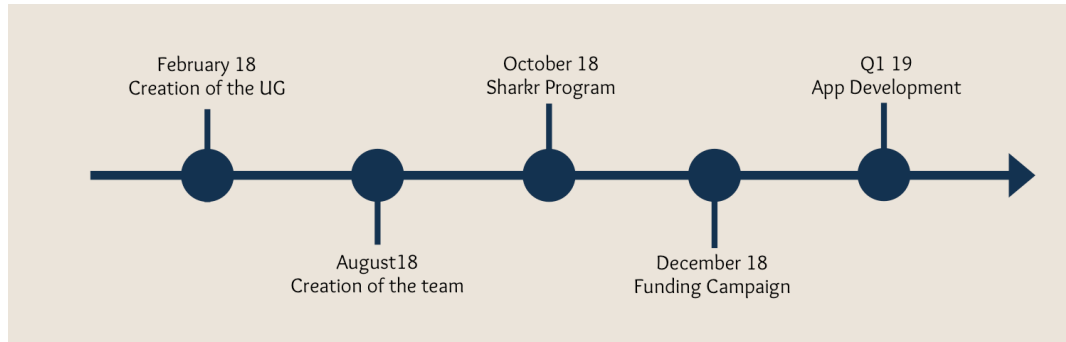 February 18
Creation of the UG
August18
Creation of the team
October 18
Sharkr Program
December 18
Funding Campaign
Q1 19
App Development